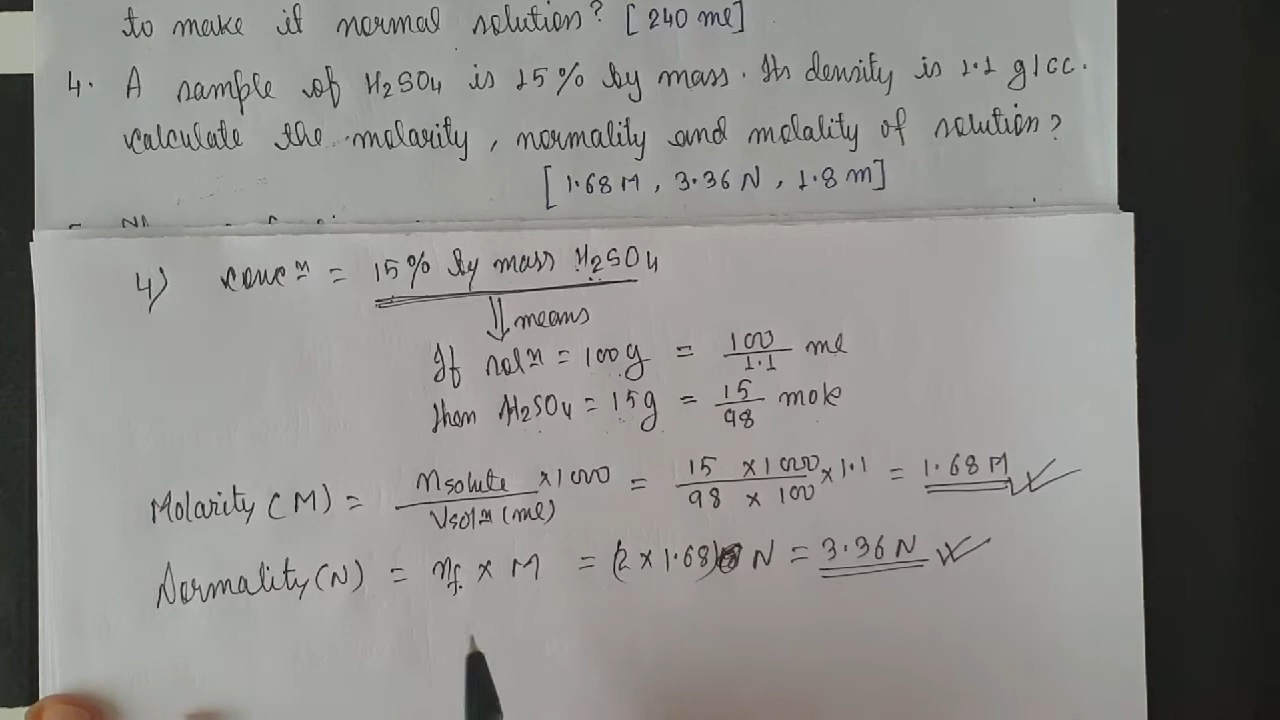 to make it normal solution? [240 ml]
4. A sample of H₂SO₄ is 15% by mass. Its density is 1.1 g/cc.
calculate the molarity, normality and molality of solution?
[1.68 M, 3.36 N, 1.8 m]
4) concⁿ = 15% by mass H₂SO₄
means
If solⁿ = 100g = 100/1.1 ml
then H₂SO₄ = 15g = 15/98 mole
Molarity (M) = nsolute × 1000 / Vsolⁿ (ml) = 15 × 1000 / 98 × 100 × 1.1 = 1.68 M
Normality (N) = nf × M = (2 × 1.68) N = 3.36 N